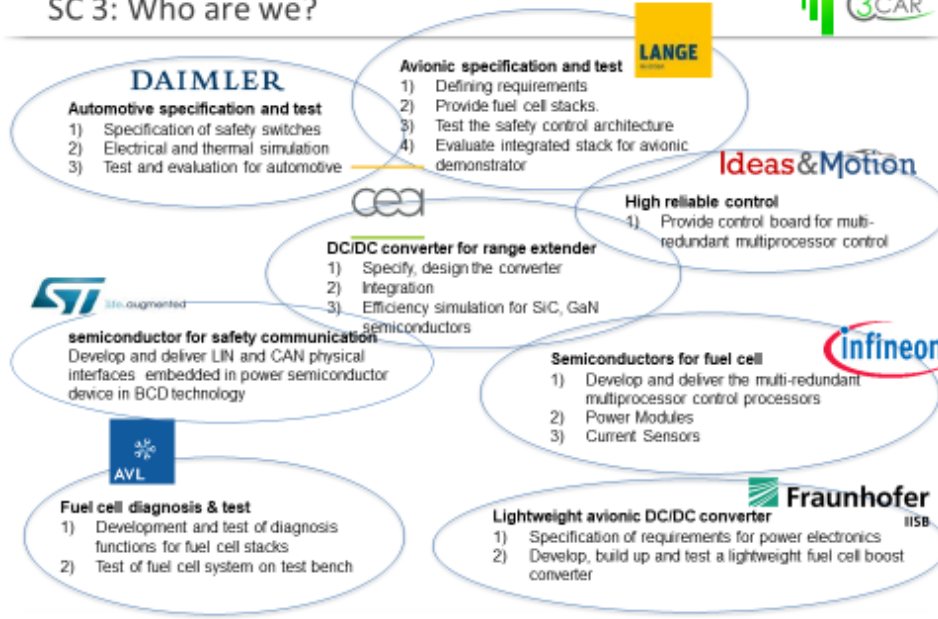 SC 3: Who are we?
3CAR
DAIMLER
Automotive specification and test
1) Specification of safety switches
2) Electrical and thermal simulation
3) Test and evaluation for automotive
LANGE
Avionic specification and test
1) Defining requirements
2) Provide fuel cell stacks.
3) Test the safety control architecture
4) Evaluate integrated stack for avionic
demonstrator
Ideas&Motion
High reliable control
1) Provide control board for multi-
redundant multiprocessor control
cea
DC/DC converter for range extender
1) Specify, design the converter
2) Integration
3) Efficiency simulation for SiC, GaN
semiconductors
ST life.augmented
semiconductor for safety communication
Develop and deliver LIN and CAN physical
interfaces embedded in power semiconductor
device in BCD technology
infineon
Semiconductors for fuel cell
1) Develop and deliver the multi-redundant
multiprocessor control processors
2) Power Modules
3) Current Sensors
AVL
Fuel cell diagnosis & test
1) Development and test of diagnosis
functions for fuel cell stacks
2) Test of fuel cell system on test bench
Fraunhofer
IISB
Lightweight avionic DC/DC converter
1) Specification of requirements for power electronics
2) Develop, build up and test a lightweight fuel cell boost
converter